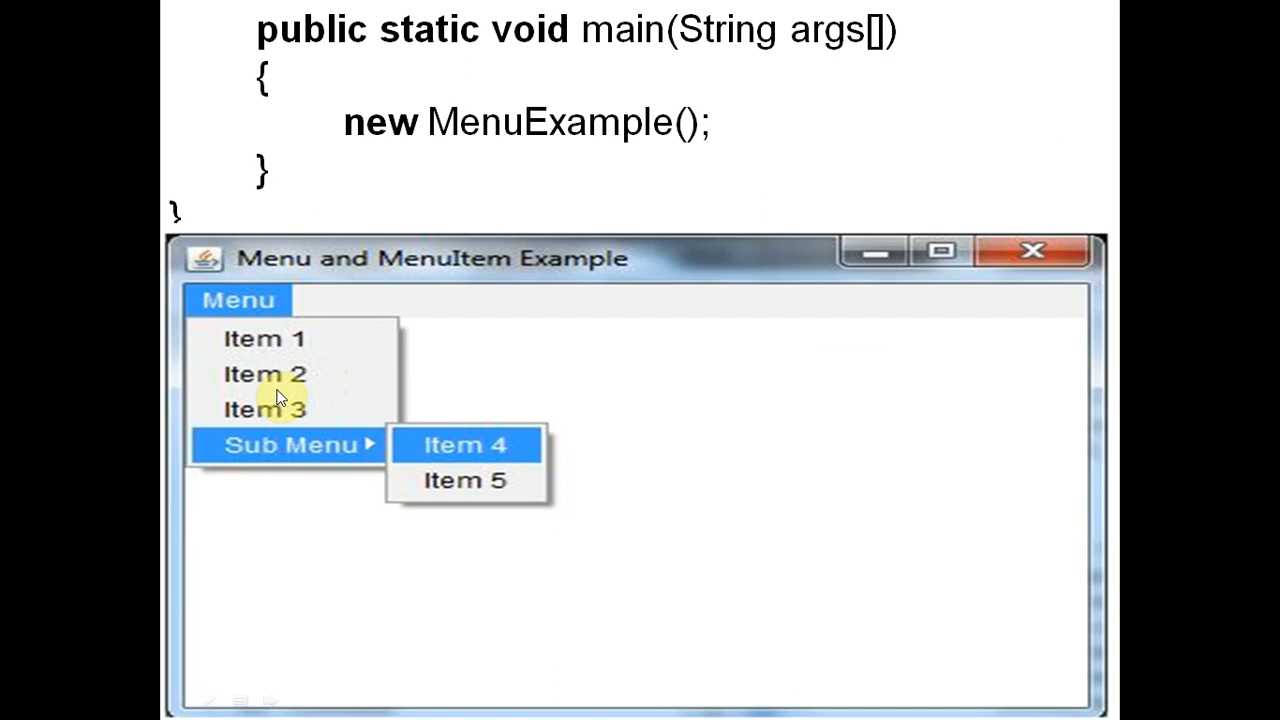 public static void main(String args[])
{
new MenuExample();
}
}
Menu and MenuItem Example
Menu
Item 1
Item 2
Item 3
Sub Menu
Item 4
Item 5